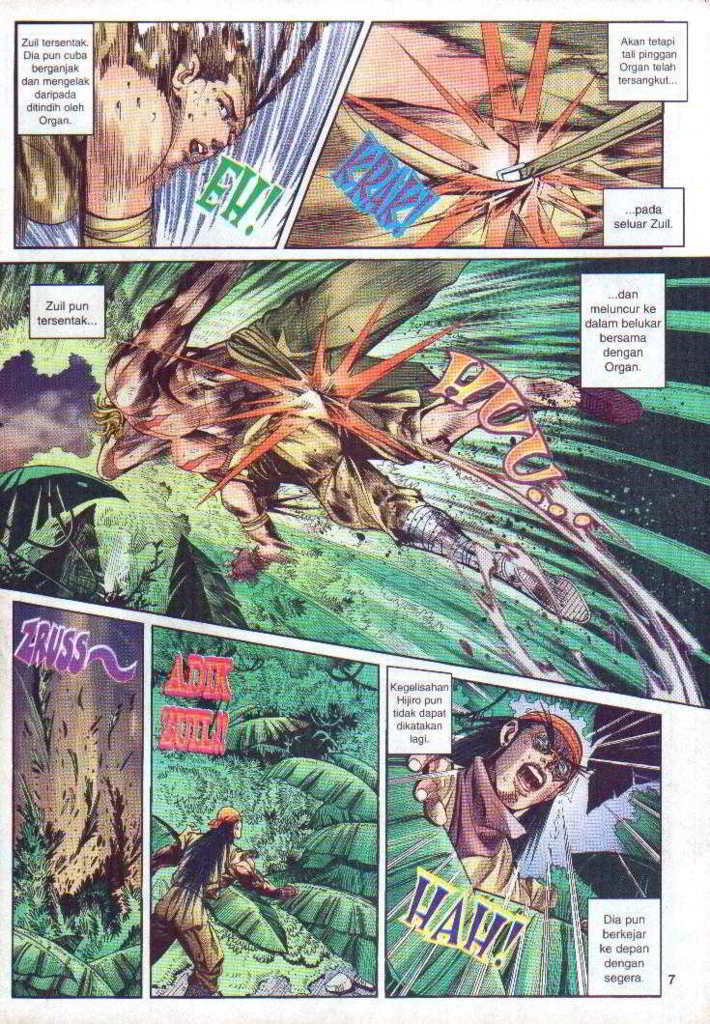 Zuil tersentak.
Dia pun cuba
berganjak
dan mengelak
daripada
ditindih oleh
Organ.
EH!
Akan tetapi
tali pinggan
Organ telah
tersangkut...
KRAK!
...pada
seluar Zuil.
Zuil pun
tersentak...
...dan
meluncur ke
dalam belukar
bersama
dengan
Organ.
HUU...
ZRUSS~
ADIK
ZUIL!
Kegelisahan
Hijiro pun
tidak dapat
dikatakan
lagi.
HAH!
Dia pun
berkejar
ke depan
dengan
segera.
7